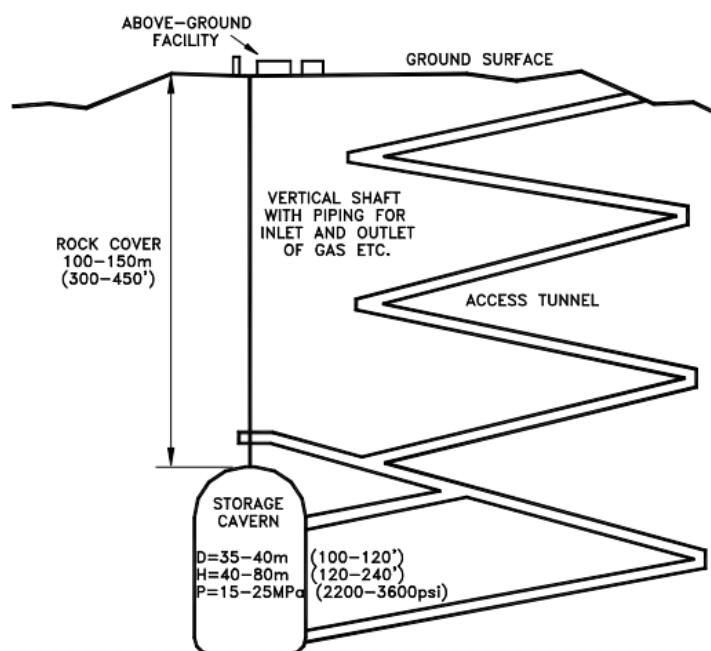 ABOVE-GROUND
FACILITY
GROUND SURFACE
ROCK COVER
100-150m
(300-450')
VERTICAL SHAFT
WITH PIPING FOR
INLET AND OUTLET
OF GAS ETC.
ACCESS TUNNEL
STORAGE
CAVERN
D=35-40m (100-120')
H=40-80m (120-240')
P=15-25MPa (2200-3600psi)